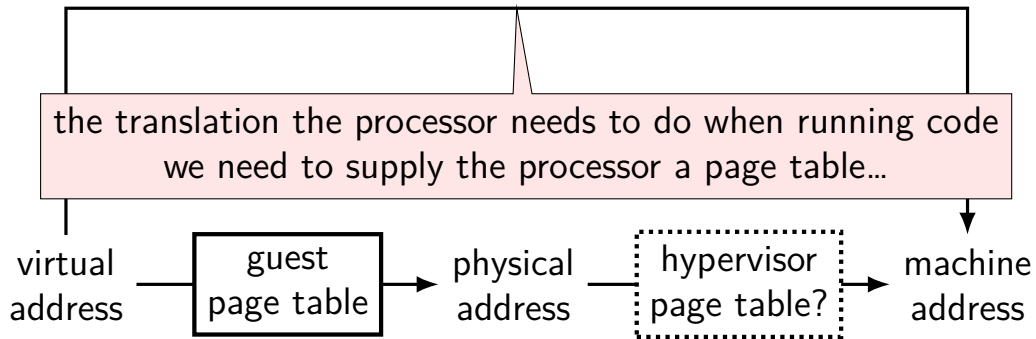 the translation the processor needs to do when running code
we need to supply the processor a page table…
virtual
address
guest
page table
physical
address
hypervisor
page table?
machine
address